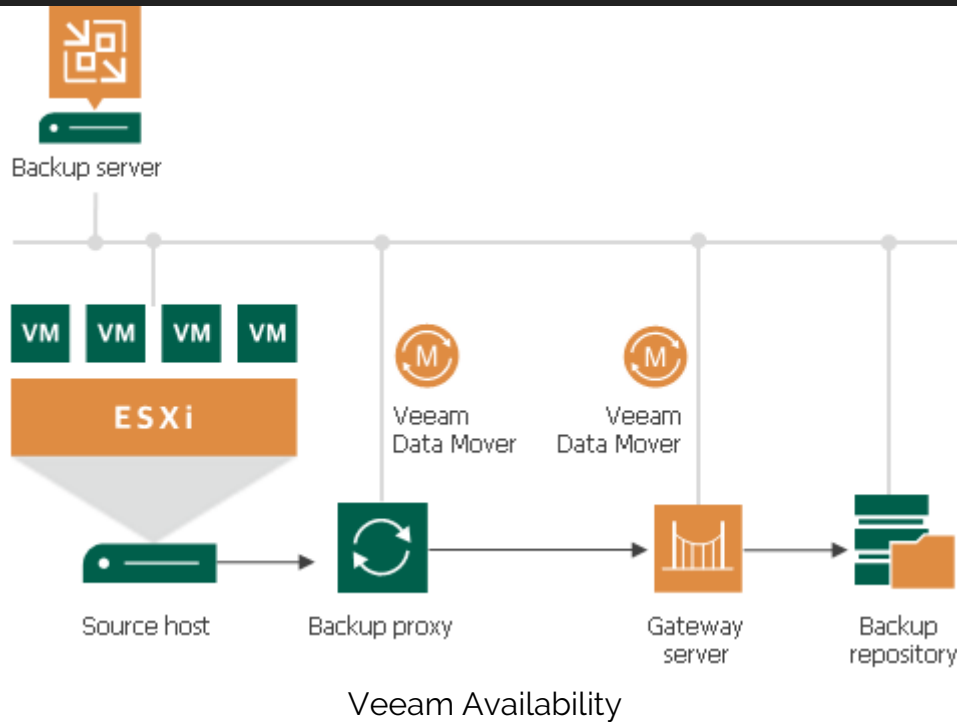 Backup server
VM VM VM VM
ESXi
M
Veeam
Data Mover
M
Veeam
Data Mover
Source host
Backup proxy
Gateway
server
Backup
repository
Veeam Availability